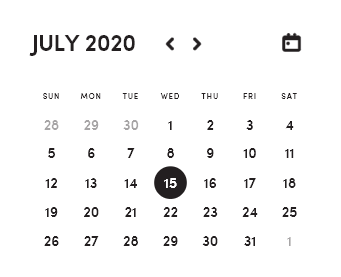 JULY 2020
SUN MON TUE WED THU FRI SAT
28 29 30 1 2 3 4
5 6 7 8 9 10 11
12 13 14 15 16 17 18
19 20 21 22 23 24 25
26 27 28 29 30 31 1